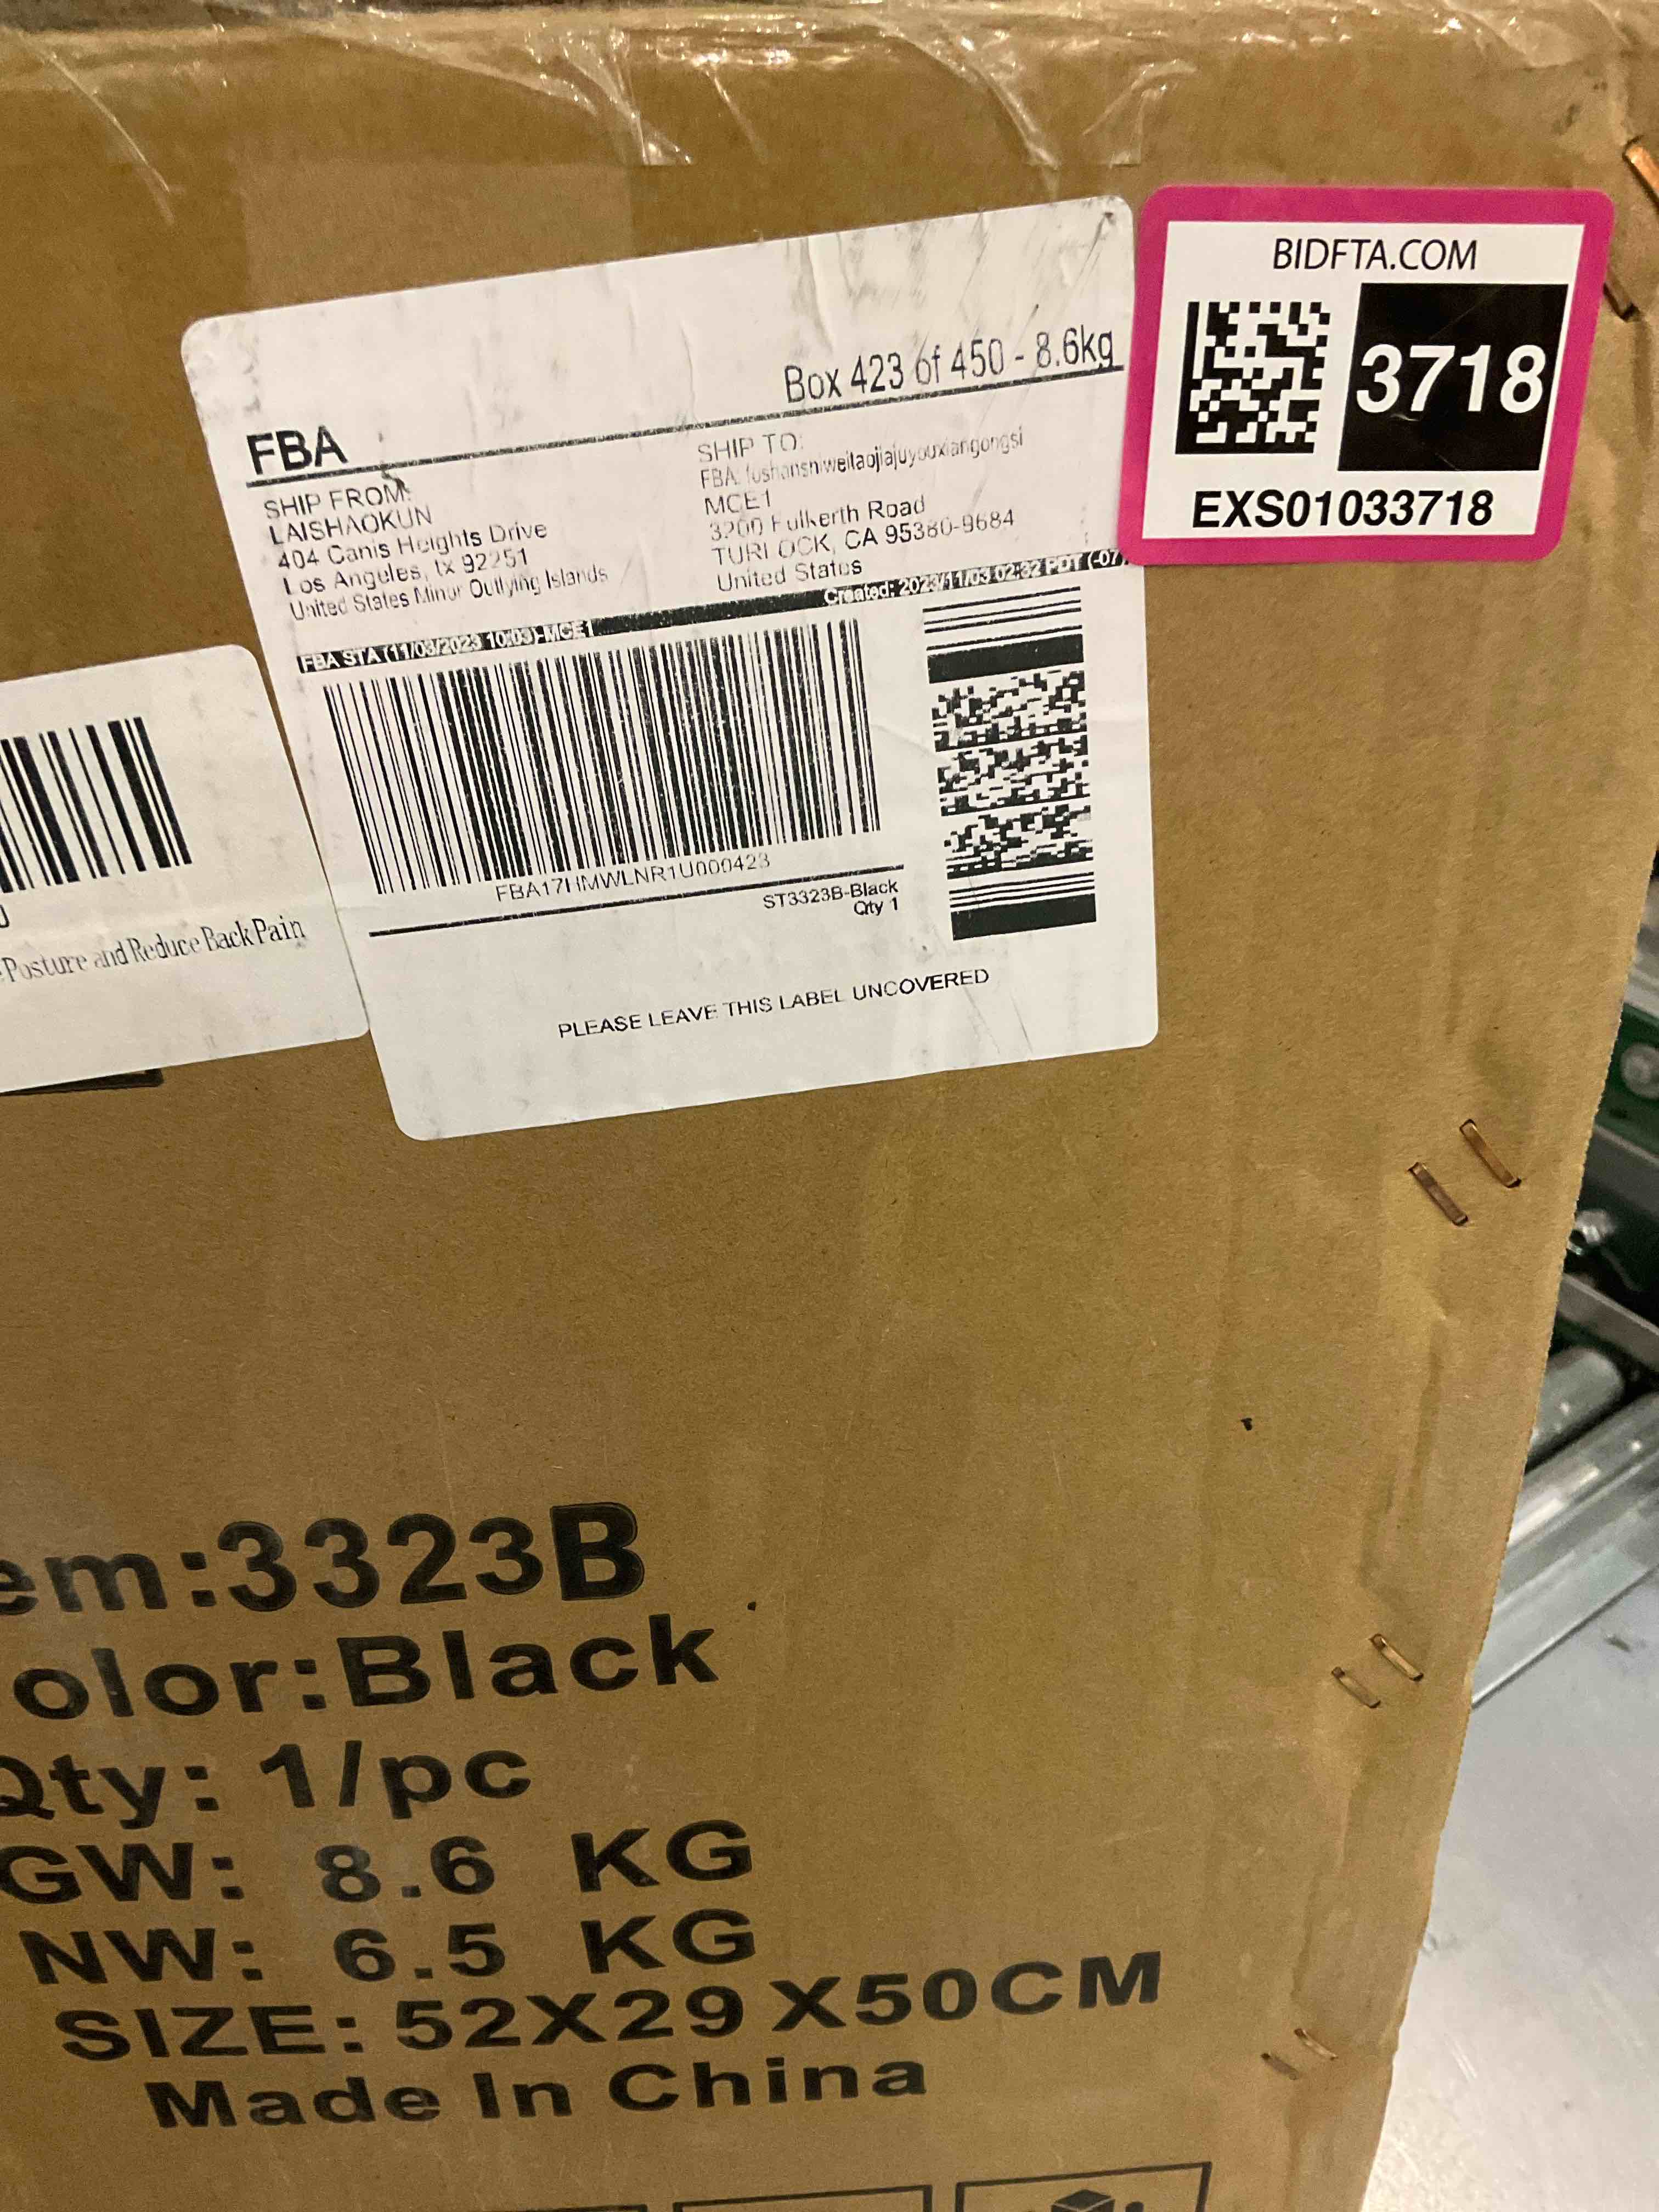 BIDFTA.COM
3718
EXS01033718
Box 423 of 450 - 8.6kg
FBA
SHIP FROM:
LAISHAOKUN
404 Canis Heights Drive
Los Angeles, tx 92251
United States Minor Outlying Islands
SHIP TO:
FBA: foshanshiweitaojiajuyouxiangongsi
MCE1
3200 Fulkerth Road
TURLOCK, CA 95380-9684
United States
Created: 2023/11/03 02:32 PDT (-07
FBA STA (11/03/2023 10:03)-MCE1
FBA17HMWLNR1U000423
ST3323B-Black
Qty 1
PLEASE LEAVE THIS LABEL UNCOVERED
Posture and Reduce Back Pain
em:3323B
olor:Black
Qty: 1/pc
GW: 8.6 KG
NW: 6.5 KG
SIZE: 52X29X50CM
Made In China